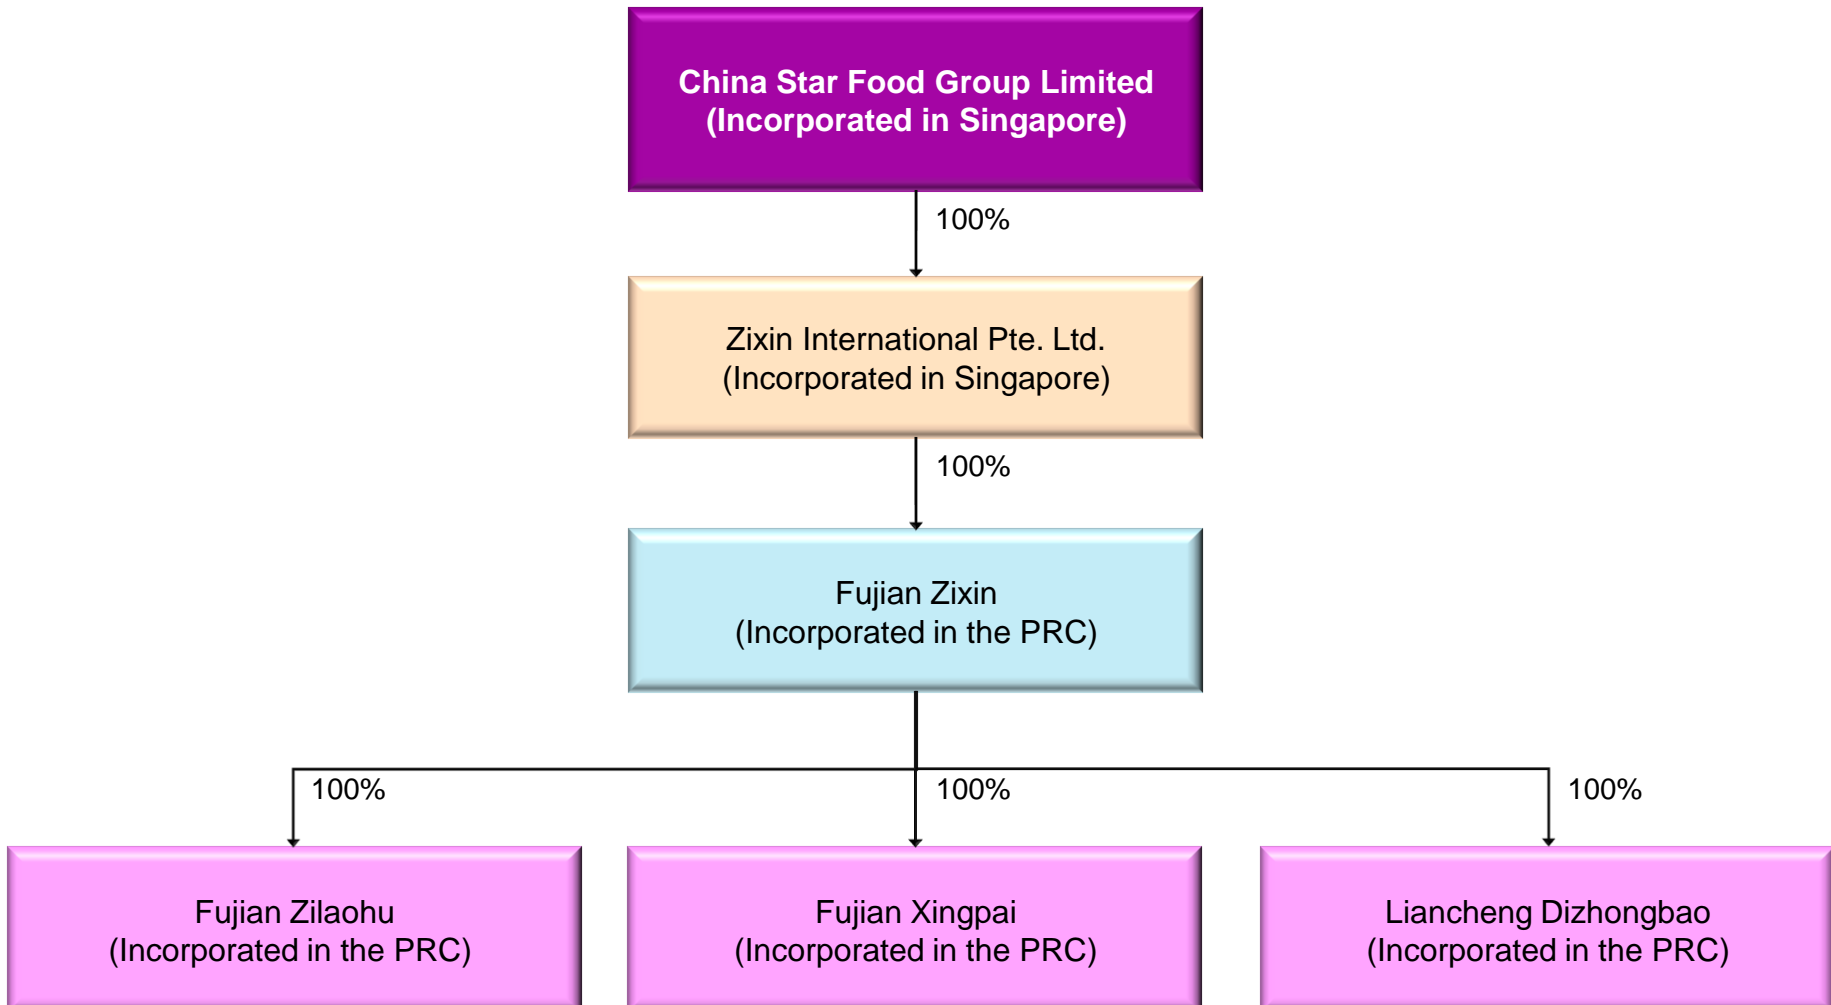 China Star Food Group Limited
(Incorporated in Singapore)
100%
Zixin International Pte. Ltd.
(Incorporated in Singapore)
100%
Fujian Zixin
(Incorporated in the PRC)
100%
100%
100%
Fujian Zilaohu
(Incorporated in the PRC)
Fujian Xingpai
(Incorporated in the PRC)
Liancheng Dizhongbao
(Incorporated in the PRC)